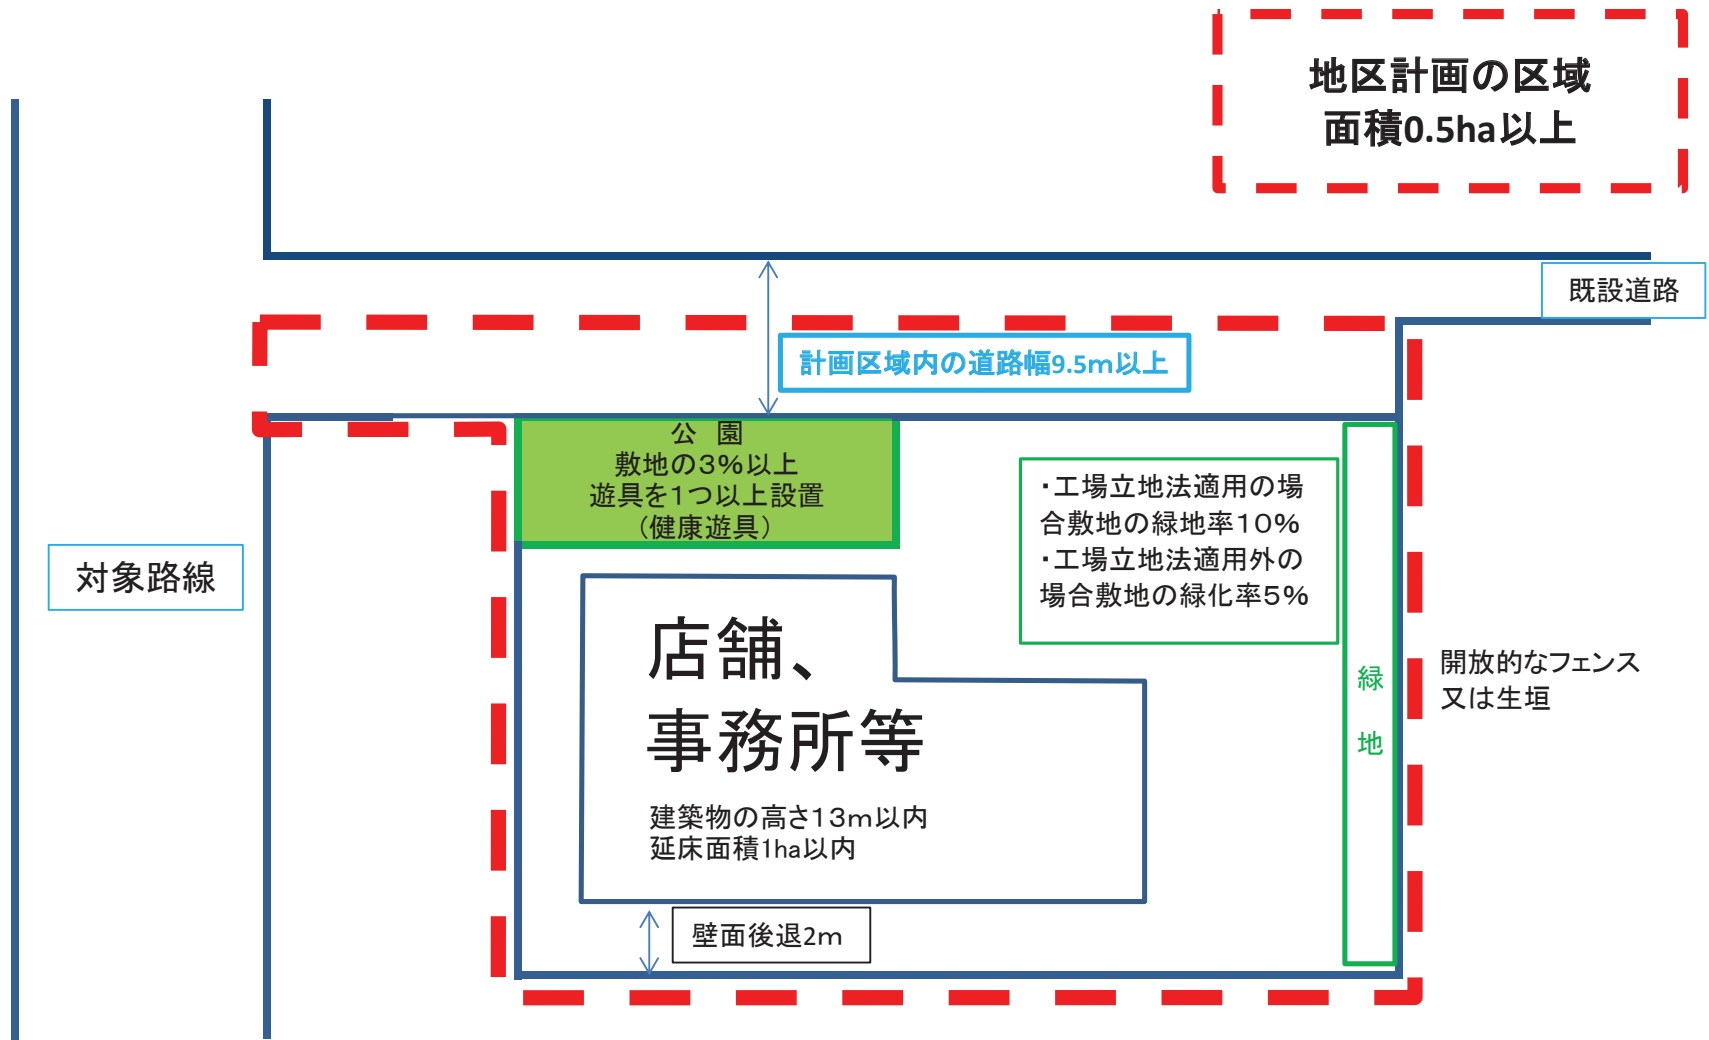 地区計画の区域
面積0.5ha以上
既設道路
計画区域内の道路幅9.5m以上
公　園
敷地の3%以上
遊具を1つ以上設置
（健康遊具）
・工場立地法適用の場
合敷地の緑地率10%
・工場立地法適用外の
場合敷地の緑化率5%
対象路線
店舗、
事務所等
建築物の高さ13m以内
延床面積1ha以内
緑
地
開放的なフェンス
又は生垣
壁面後退2m